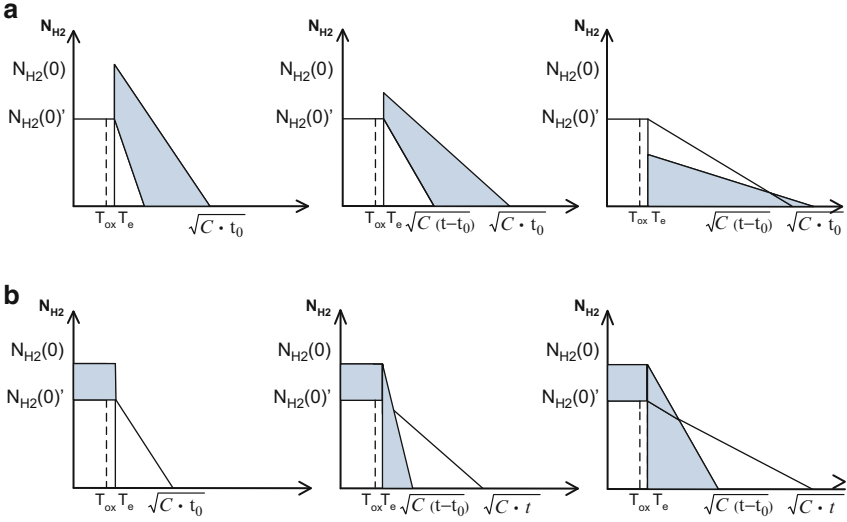 a
N_H2 N_H2 N_H2
N_H2(0) N_H2(0) N_H2(0)
N_H2(0)' N_H2(0)' N_H2(0)'
T_ox T_e √C • t_0
T_ox T_e √C (t−t_0) √C • t_0
T_ox T_e √C (t−t_0) √C • t_0
b
N_H2 N_H2 N_H2
N_H2(0) N_H2(0) N_H2(0)
N_H2(0)' N_H2(0)' N_H2(0)'
T_ox T_e √C • t_0
T_ox T_e √C (t−t_0) √C • t
T_ox T_e √C (t−t_0) √C • t